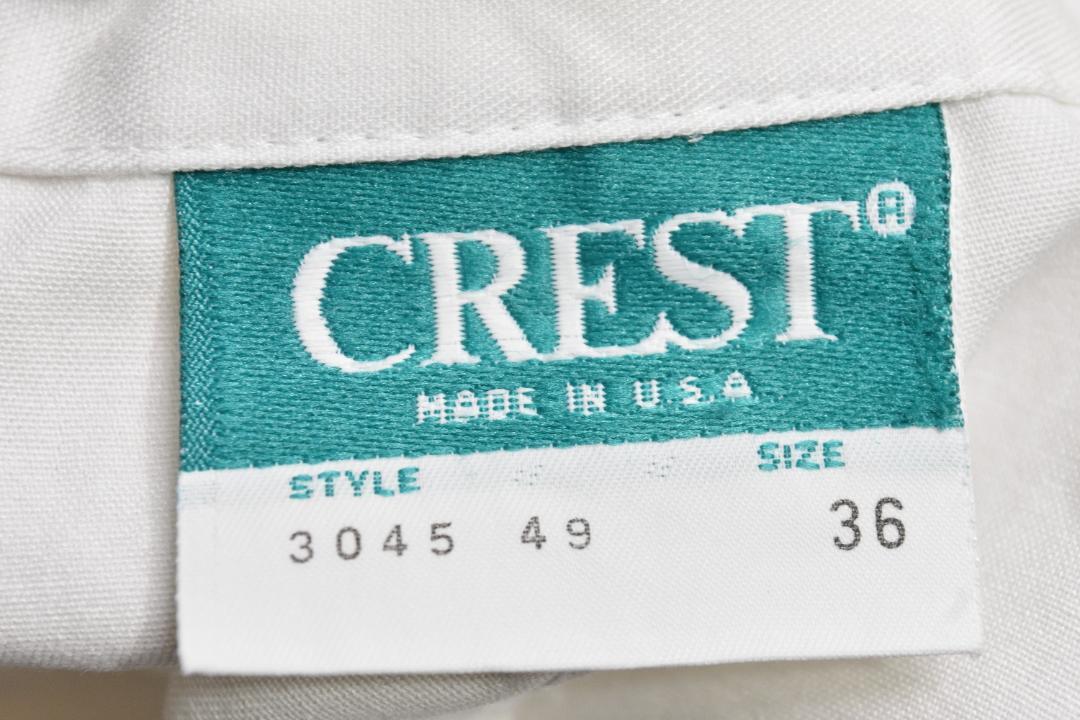 CREST®
MADE IN U.S.A
STYLE SIZE
3045 49 36